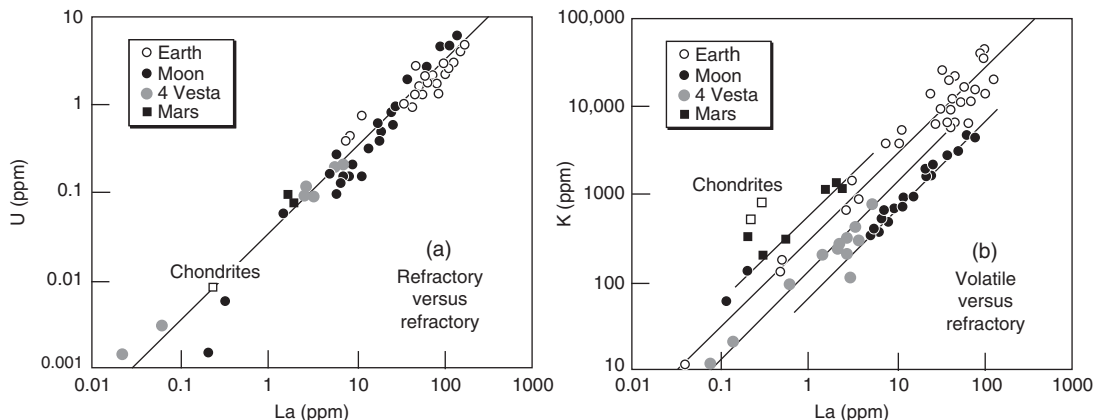 10
1
0.1
0.01
0.001
U (ppm)
Earth
Moon
4 Vesta
Mars
Chondrites
(a)
Refractory
versus
refractory
0.01 0.1 1 10 100 1000
La (ppm)
100,000
10,000
1000
100
10
K (ppm)
Earth
Moon
4 Vesta
Mars
Chondrites
(b)
Volatile
versus
refractory
0.01 0.1 1 10 100 1000
La (ppm)